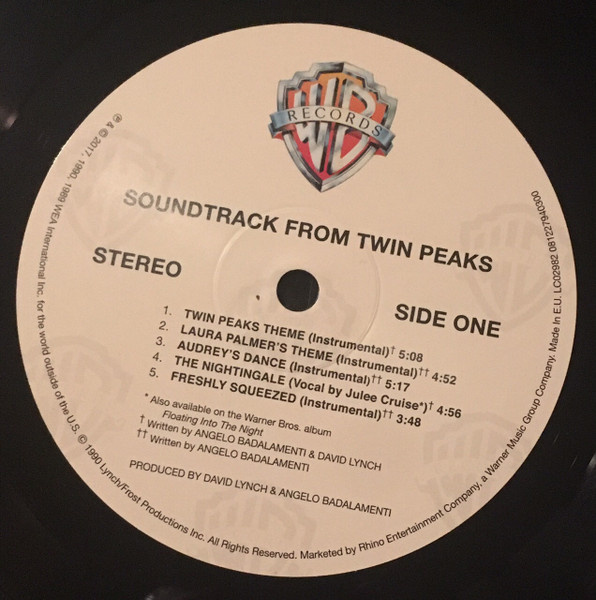 WB
RECORDS
SOUNDTRACK FROM TWIN PEAKS
STEREO
SIDE ONE
1. TWIN PEAKS THEME (Instrumental)† 5:08
2. LAURA PALMER'S THEME (Instrumental)†† 4:52
3. AUDREY'S DANCE (Instrumental)†† 5:17
4. THE NIGHTINGALE (Vocal by Julee Cruise*)† 4:56
5. FRESHLY SQUEEZED (Instrumental)†† 3:48
* Also available on the Warner Bros. album
Floating Into The Night
† Written by ANGELO BADALAMENTI & DAVID LYNCH
†† Written by ANGELO BADALAMENTI
PRODUCED BY DAVID LYNCH & ANGELO BADALAMENTI
℗ & © 2017, 1990, 1989 WEA International Inc. for the world outside of the U.S. © 1990 Lynch/Frost Productions Inc. All Rights Reserved. Marketed by Rhino Entertainment Company, a Warner Music Group Company. Made In E.U. LC02982 081227940300